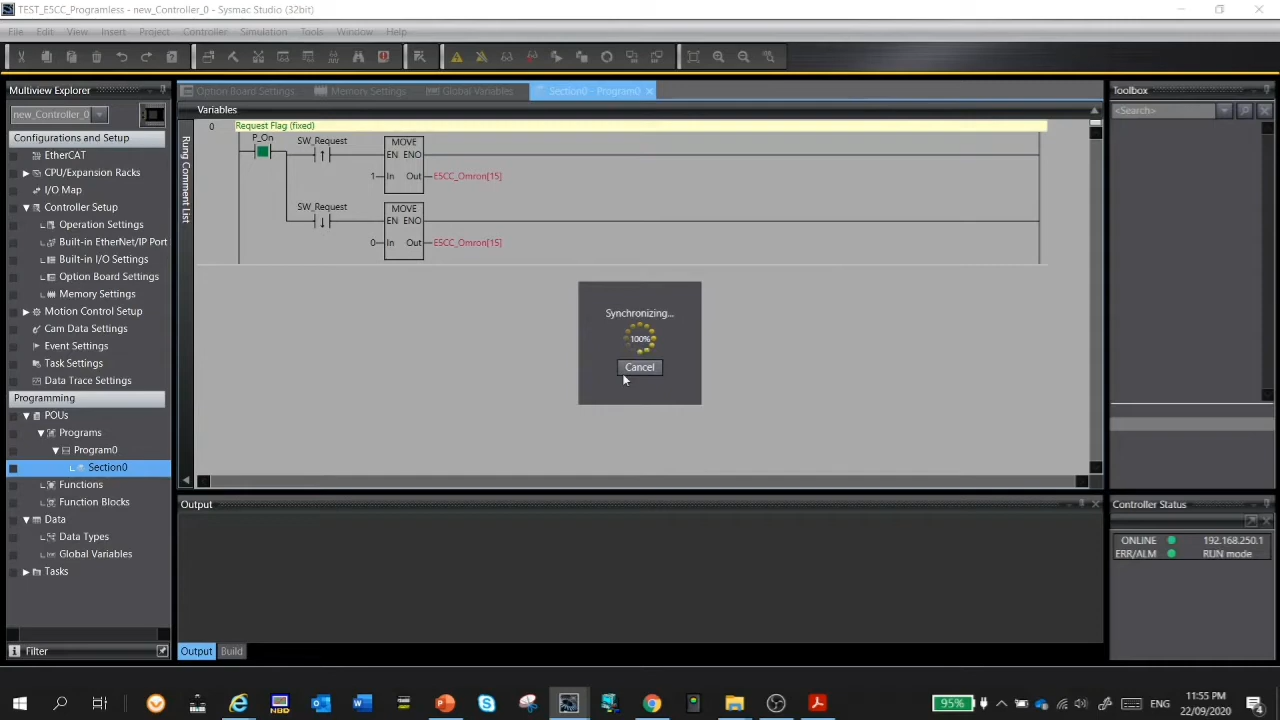 TEST_E5CC_Programless - new_Controller_0 - Sysmac Studio (32bit)
File Edit View Insert Project Controller Simulation Tools Window Help
Multiview Explorer
new_Controller_0
Configurations and Setup
EtherCAT
CPU/Expansion Racks
I/O Map
Controller Setup
Operation Settings
Built-in EtherNet/IP Port
Built-in I/O Settings
Option Board Settings
Memory Settings
Motion Control Setup
Cam Data Settings
Event Settings
Task Settings
Data Trace Settings
Programming
POUs
Programs
Program0
Section0
Functions
Function Blocks
Data
Data Types
Global Variables
Tasks
Filter
Option Board Settings Memory Settings Global Variables Section0 - Program0
Variables
Rung Comment List
0 Request Flag (fixed)
P_On SW_Request MOVE
EN ENO
1 In Out E5CC_Omron[15]
SW_Request MOVE
EN ENO
0 In Out E5CC_Omron[15]
Synchronizing...
100%
Cancel
Output
Output Build
Toolbox
<Search>
Controller Status
ONLINE 192.168.250.1
ERR/ALM RUN mode
95% ENG 11:55 PM
22/09/2020